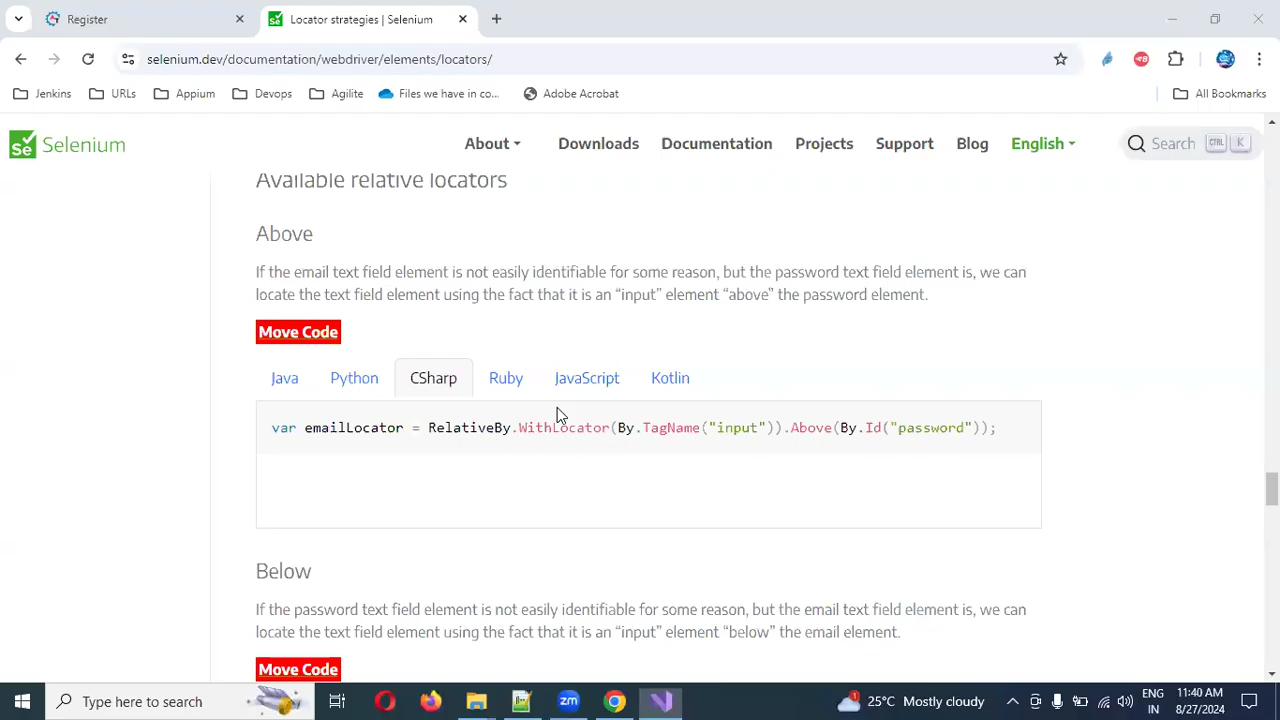 Register
Locator strategies | Selenium
selenium.dev/documentation/webdriver/elements/locators/
Jenkins
URLs
Appium
Devops
Agilite
Files we have in co...
Adobe Acrobat
All Bookmarks
Selenium
About
Downloads
Documentation
Projects
Support
Blog
English
Search
CTRL
K
Available relative locators
Above
If the email text field element is not easily identifiable for some reason, but the password text field element is, we can
locate the text field element using the fact that it is an “input” element “above” the password element.
Move Code
Java
Python
CSharp
Ruby
JavaScript
Kotlin
var emailLocator = RelativeBy.WithLocator(By.TagName("input")).Above(By.Id("password"));
Below
If the password text field element is not easily identifiable for some reason, but the email text field element is, we can
locate the text field element using the fact that it is an “input” element “below” the email element.
Move Code
Type here to search
zm
25°C Mostly cloudy
ENG
IN
11:40 AM
8/27/2024